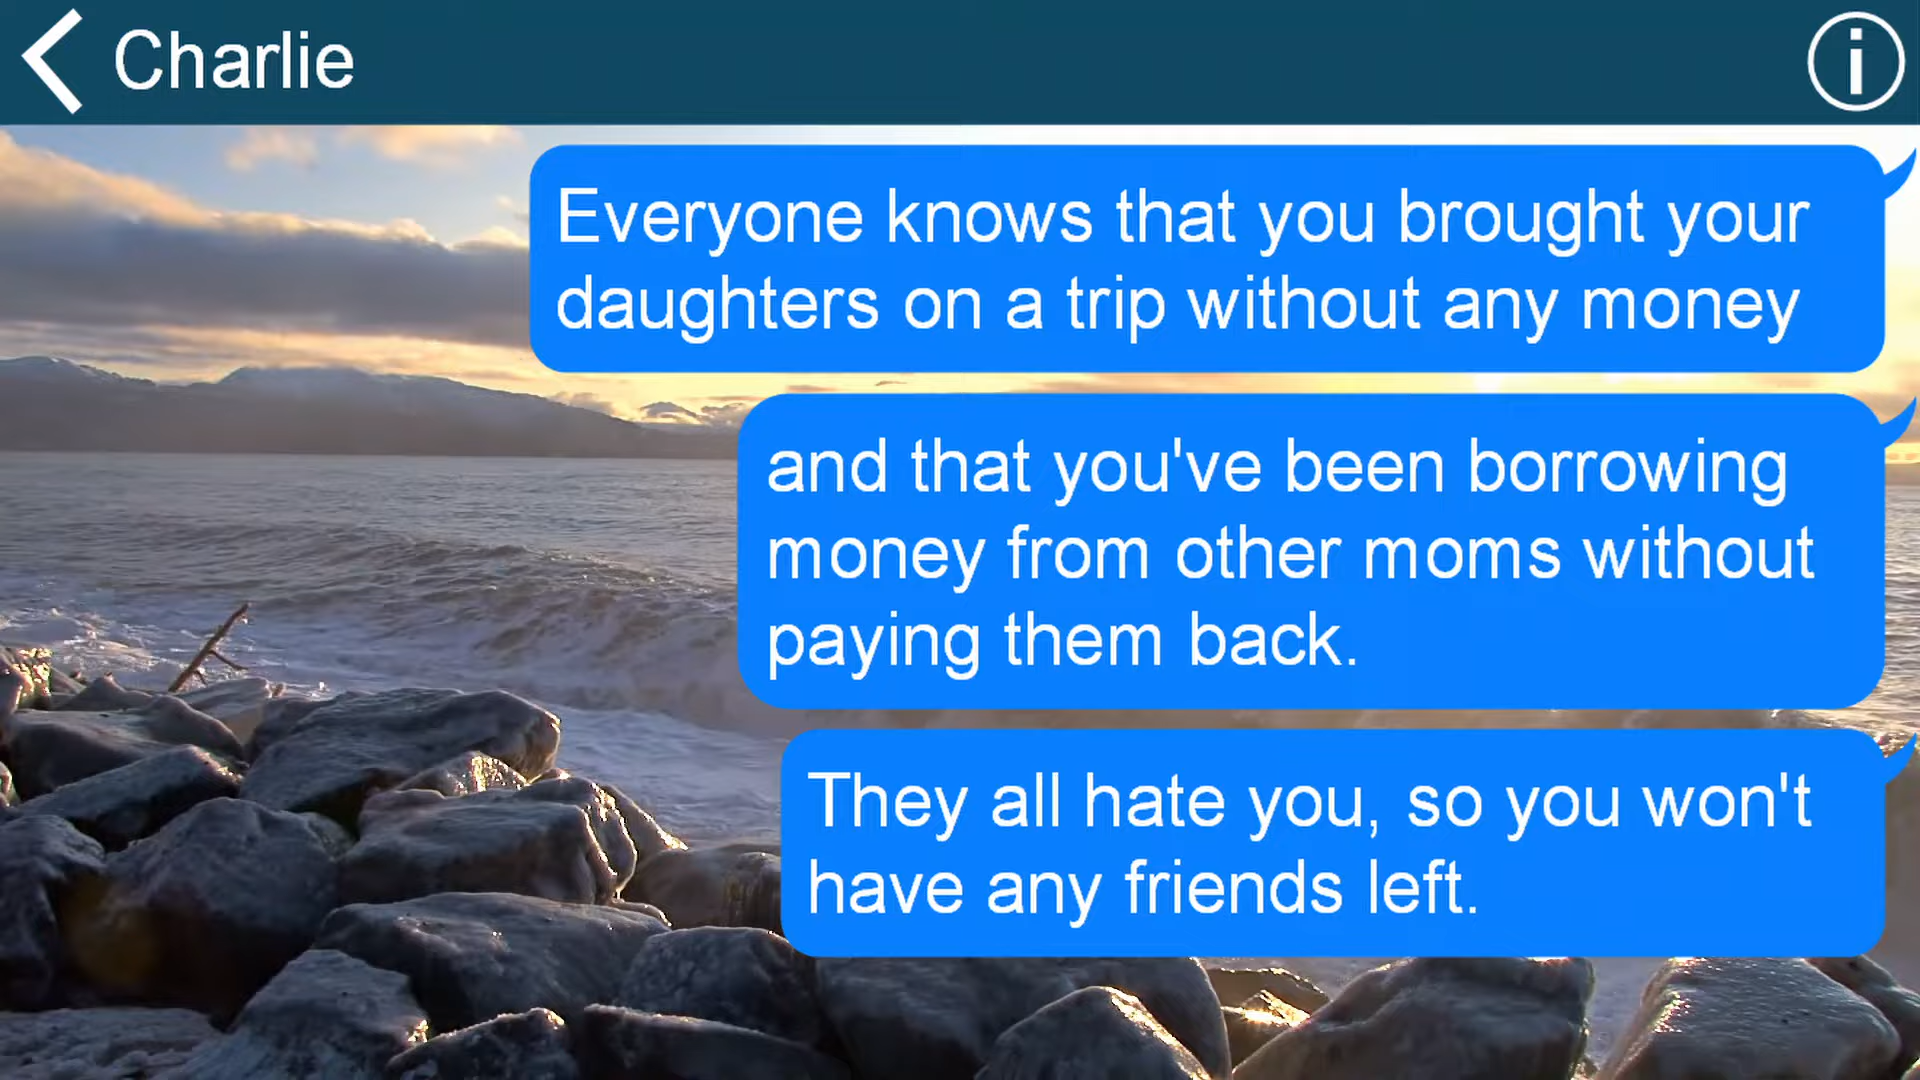 Charlie
Everyone knows that you brought your
daughters on a trip without any money
and that you've been borrowing
money from other moms without
paying them back.
They all hate you, so you won't
have any friends left.